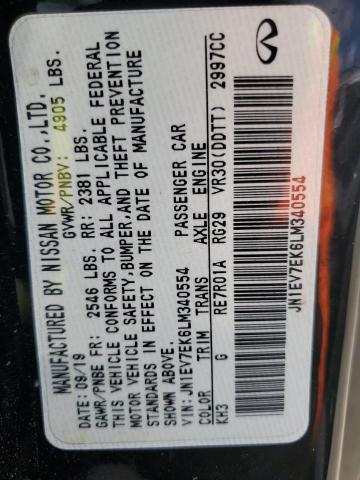 MANUFACTURED BY NISSAN MOTOR CO.,LTD.
DATE: 09/19 GVWR/PNBV: 4905 LBS.
GAWR/PNBE FR: 2546 LBS. RR: 2381 LBS.
THIS VEHICLE CONFORMS TO ALL APPLICABLE FEDERAL
MOTOR VEHICLE SAFETY,BUMPER,AND THEFT PREVENTION
STANDARDS IN EFFECT ON THE DATE OF MANUFACTURE
SHOWN ABOVE.
VIN: JN1EV7EK6LM340554 PASSENGER CAR
COLOR TRIM TRANS AXLE ENGINE
KH3 G RE7R01A RG29 VR30(DDTT) 2997CC
JN1EV7EK6LM340554